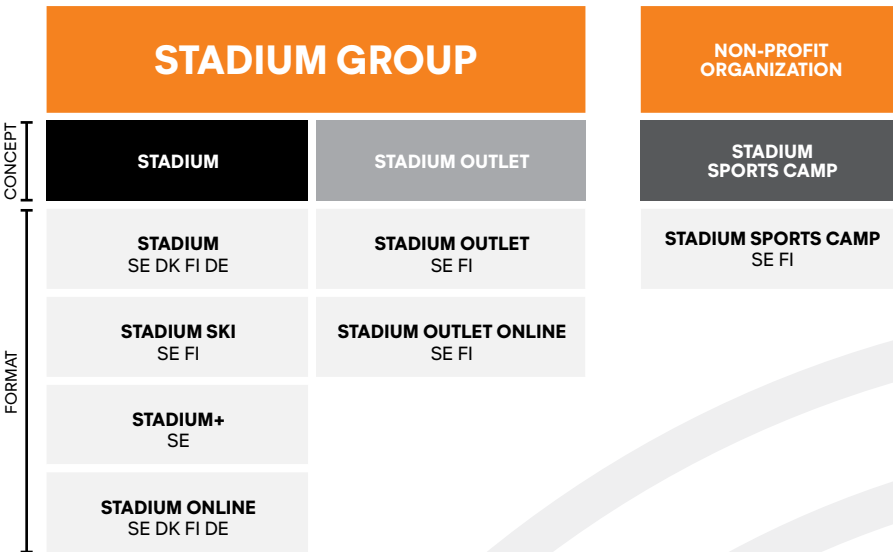 STADIUM GROUP
NON-PROFIT
ORGANIZATION
CONCEPT
STADIUM
STADIUM OUTLET
STADIUM
SPORTS CAMP
FORMAT
STADIUM
SE DK FI DE
STADIUM OUTLET
SE FI
STADIUM SPORTS CAMP
SE FI
STADIUM SKI
SE FI
STADIUM OUTLET ONLINE
SE FI
STADIUM+
SE
STADIUM ONLINE
SE DK FI DE